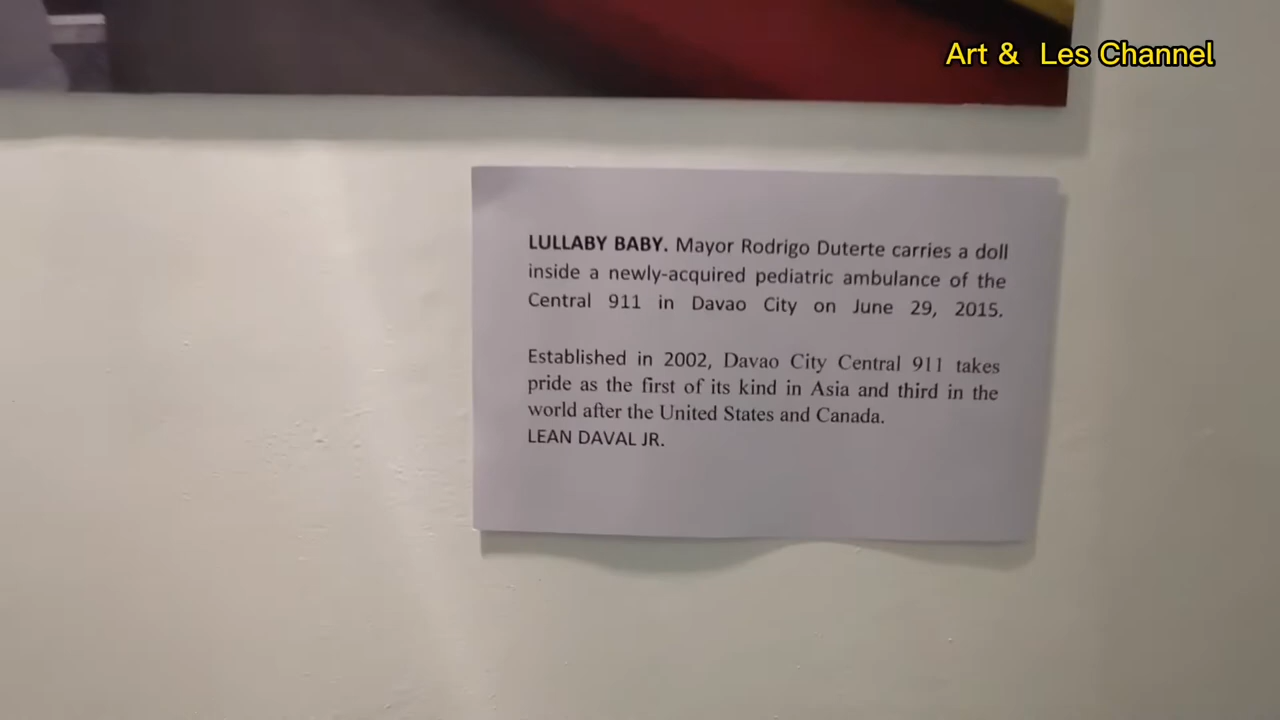 Art & Les Channel
LULLABY BABY. Mayor Rodrigo Duterte carries a doll
inside a newly-acquired pediatric ambulance of the
Central 911 in Davao City on June 29, 2015.
Established in 2002, Davao City Central 911 takes
pride as the first of its kind in Asia and third in the
world after the United States and Canada.
LEAN DAVAL JR.